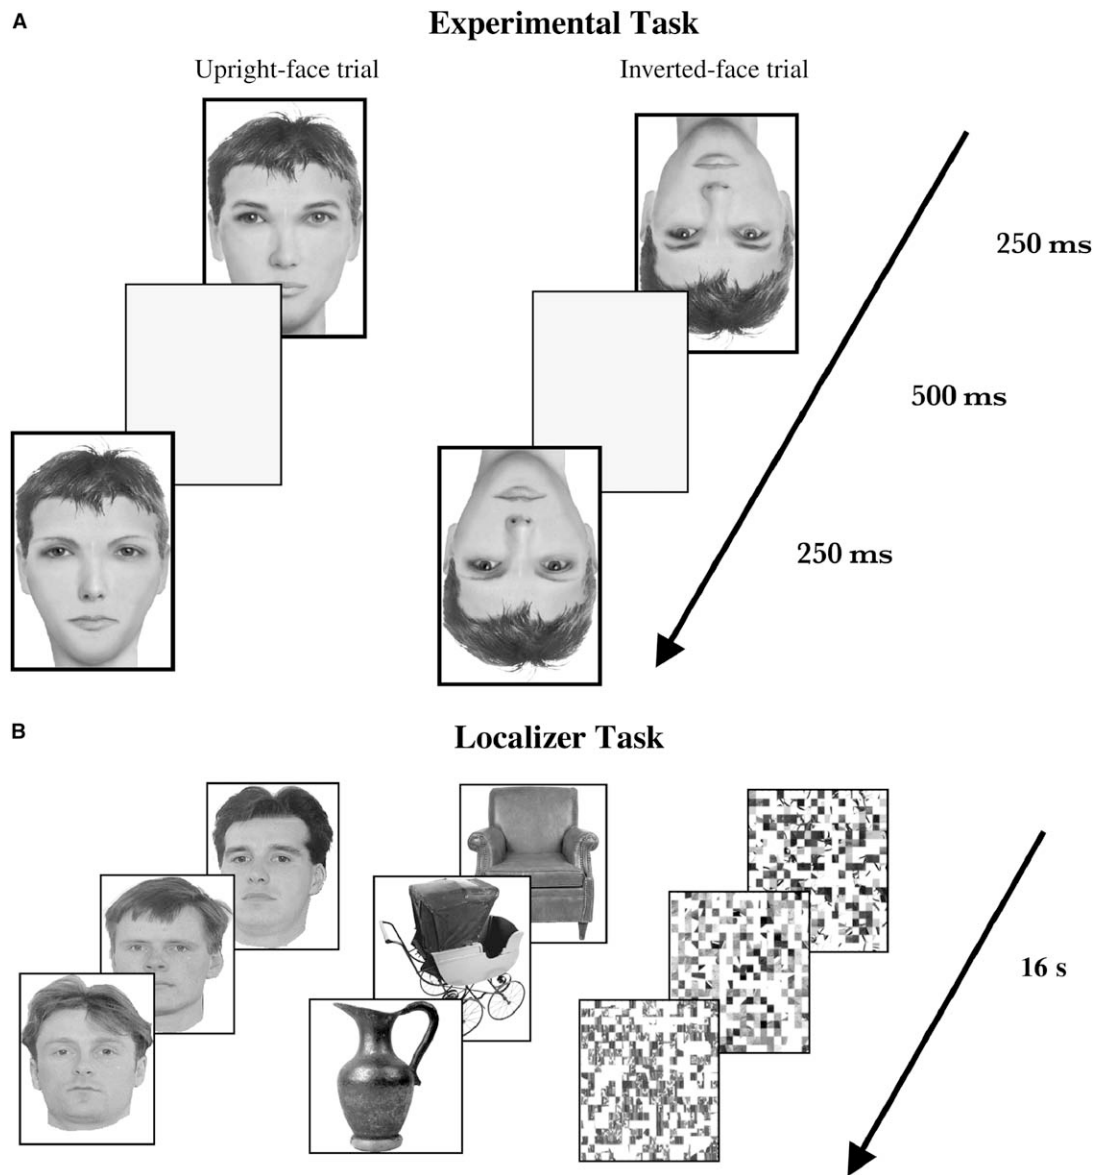 A
Experimental Task
Upright-face trial
Inverted-face trial
250 ms
500 ms
250 ms
B
Localizer Task
16 s